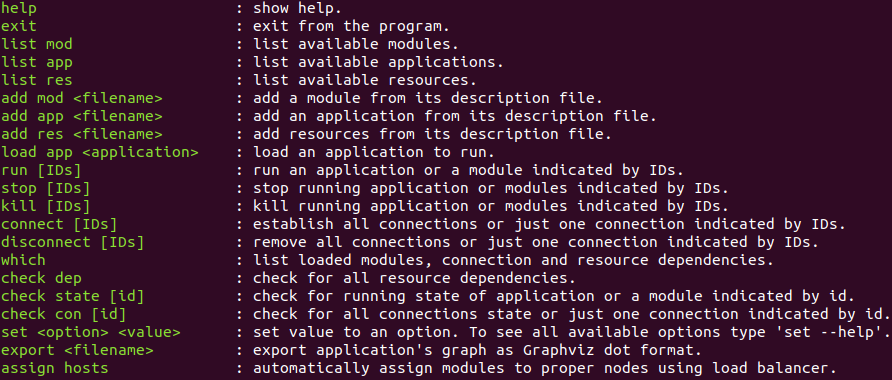 help : show help.
exit : exit from the program.
list mod : list available modules.
list app : list available applications.
list res : list available resources.
add mod <filename> : add a module from its description file.
add app <filename> : add an application from its description file.
add res <filename> : add resources from its description file.
load app <application> : load an application to run.
run [IDs] : run an application or a module indicated by IDs.
stop [IDs] : stop running application or modules indicated by IDs.
kill [IDs] : kill running application or modules indicated by IDs.
connect [IDs] : establish all connections or just one connection indicated by IDs.
disconnect [IDs] : remove all connections or just one connection indicated by IDs.
which : list loaded modules, connection and resource dependencies.
check dep : check for all resource dependencies.
check state [id] : check for running state of application or a module indicated by id.
check con [id] : check for all connections state or just one connection indicated by id.
set <option> <value> : set value to an option. To see all available options type 'set --help'.
export <filename> : export application's graph as Graphviz dot format.
assign hosts : automatically assign modules to proper nodes using load balancer.